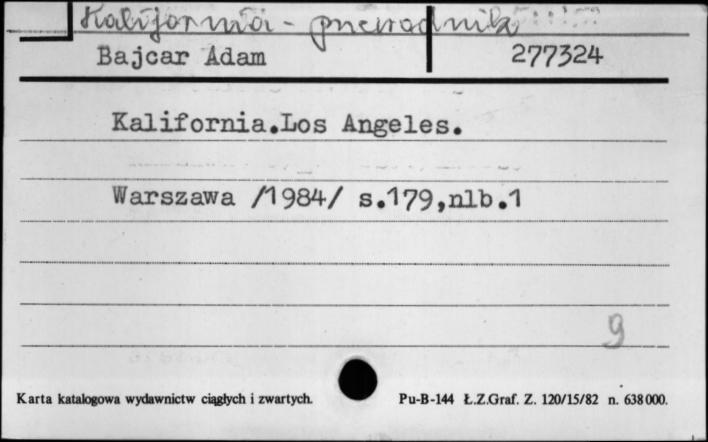 Kalifornia - przewodnik
Bajcar Adam 277324
Kalifornia.Los Angeles.
Warszawa /1984/ s.179,nlb.1
9
Karta katalogowa wydawnictw ciągłych i zwartych. Pu-B-144 Ł.Z.Graf. Z. 120/15/82 n. 638000.